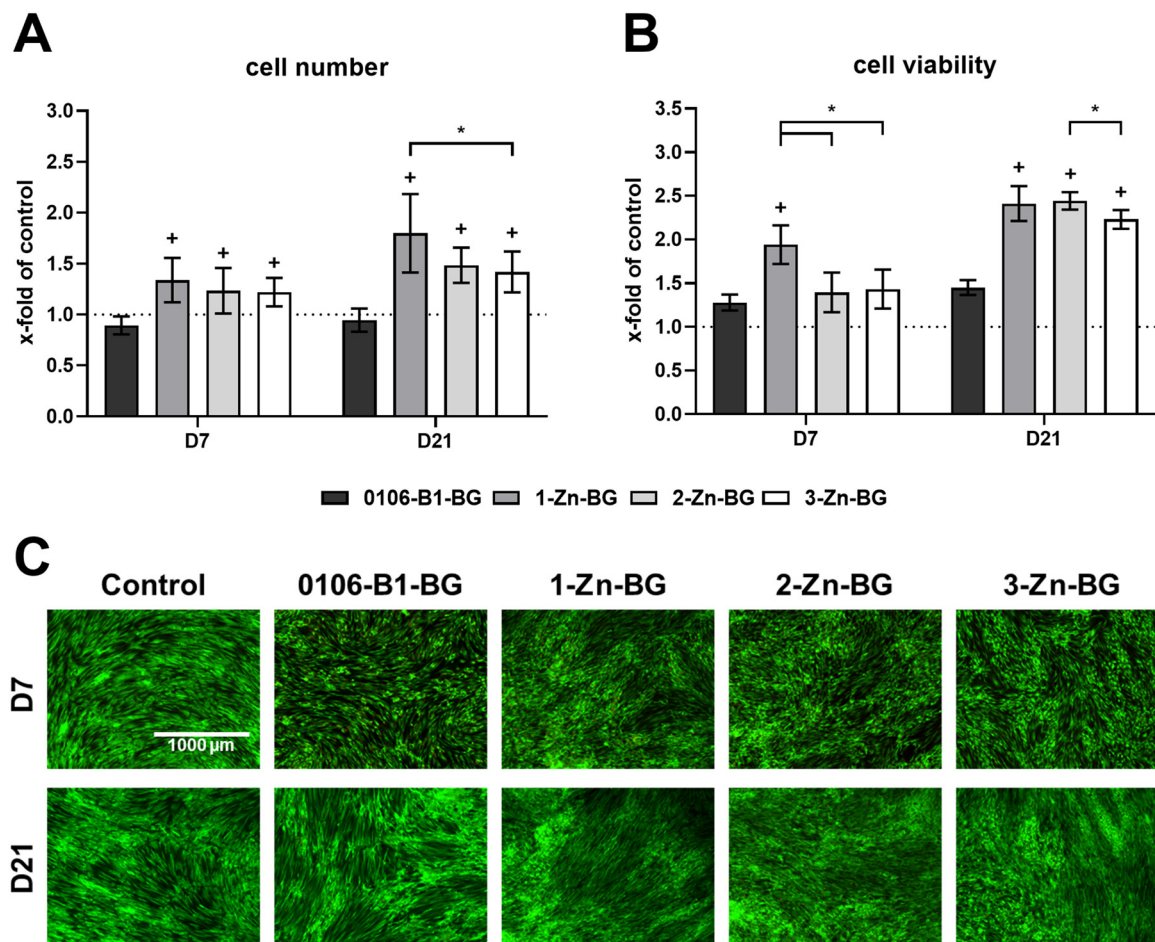 A
cell number
x-fold of control
3.0
2.5
2.0
1.5
1.0
0.5
0.0
+ + + + + +
*
D7 D21
B
cell viability
x-fold of control
3.5
3.0
2.5
2.0
1.5
1.0
0.5
0.0
* *
+ + + +
D7 D21
0106-B1-BG 1-Zn-BG 2-Zn-BG 3-Zn-BG
C
Control 0106-B1-BG 1-Zn-BG 2-Zn-BG 3-Zn-BG
D7
1000 µm
D21